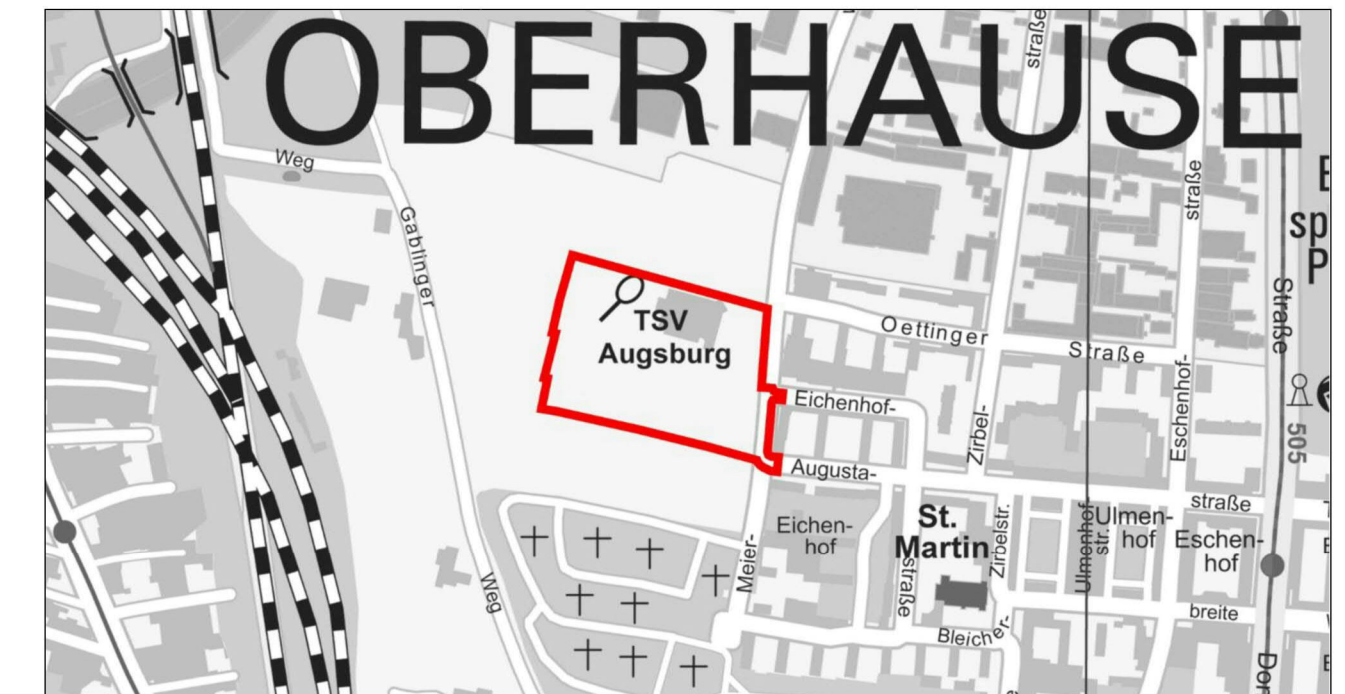 OBERHAUSE
straße
Weg
straße
Gablinger
sp
P
Straße
TSV
Augsburg
Oettinger
Straße
Eichenhof-
Zirbel-
Eschenhof-
505
Augusta-
straße
Eichen-
hof
St.
Martin
Zirbelstr.
Ulmenhof-
str.
Ulmen-
hof
Eschen-
hof
Meier-
Weg
straße
breite
Bleicher-